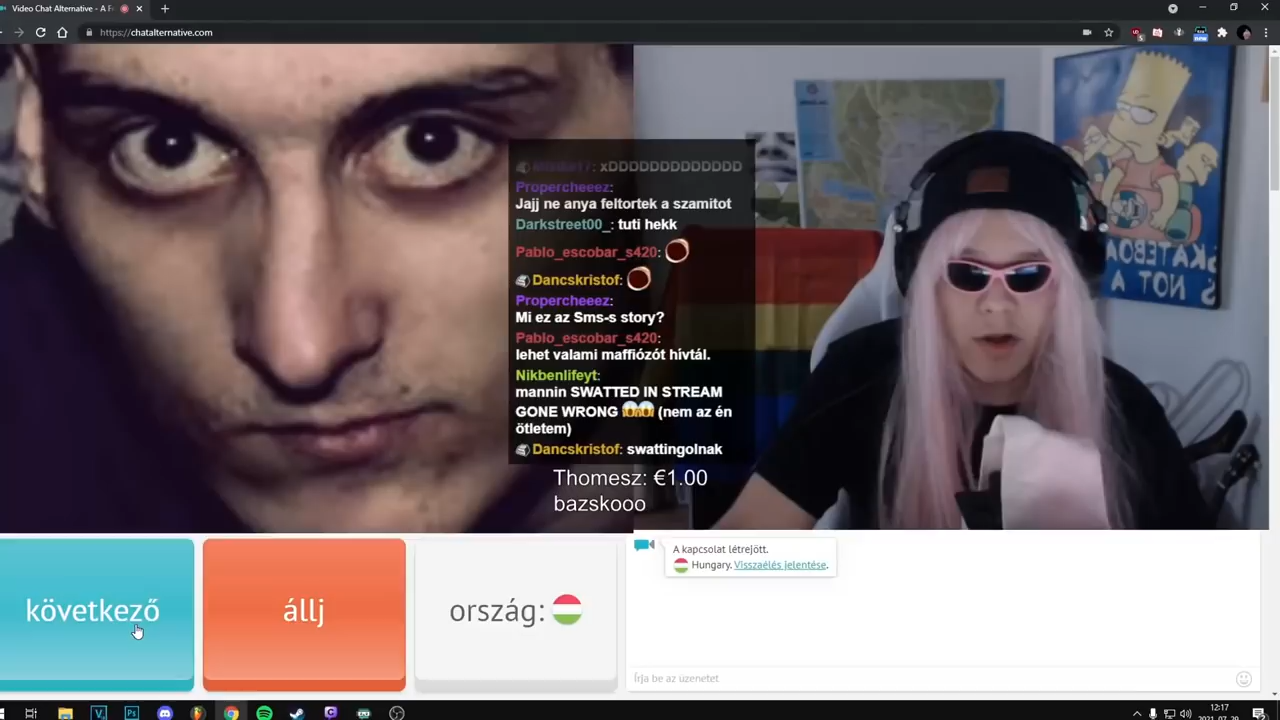 Video Chat Alternative - A F
https://chatalternative.com
xDDDDDDDDDDDDD
Propercheeez:
Jajj ne anya feltortek a szamitot
Darkstreet00_: tuti hekk
Pablo_escobar_s420:
Dancskristof:
Propercheeez:
Mi ez az Sms-s story?
Pablo_escobar_s420:
lehet valami maffiózót hívtál.
Nikbenlifeyt:
mannin SWATTED IN STREAM
GONE WRONG (nem az én
ötletem)
Dancskristof: swattingolnak
Thomesz: €1.00
bazskooo
SKATEBOA
S NOT A
következő
állj
ország:
A kapcsolat létrejött.
Hungary. Visszaélés jelentése.
Írja be az üzenetet
12:17